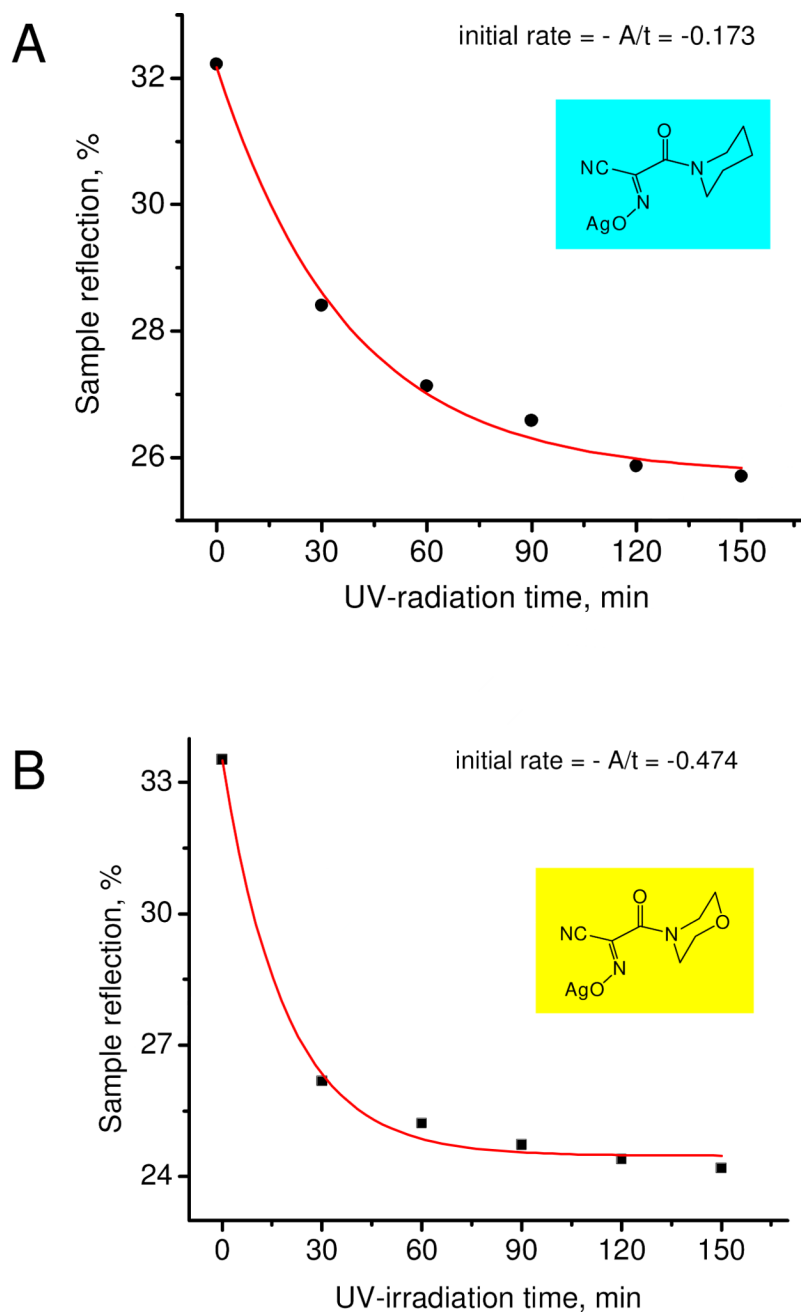 A
initial rate = - A/t = -0.173
Sample reflection, %
32
30
28
26
O
NC
N
N
AgO
0 30 60 90 120 150
UV-radiation time, min
B
initial rate = - A/t = -0.474
Sample reflection, %
33
30
27
24
O
O
NC
N
N
AgO
0 30 60 90 120 150
UV-irradiation time, min